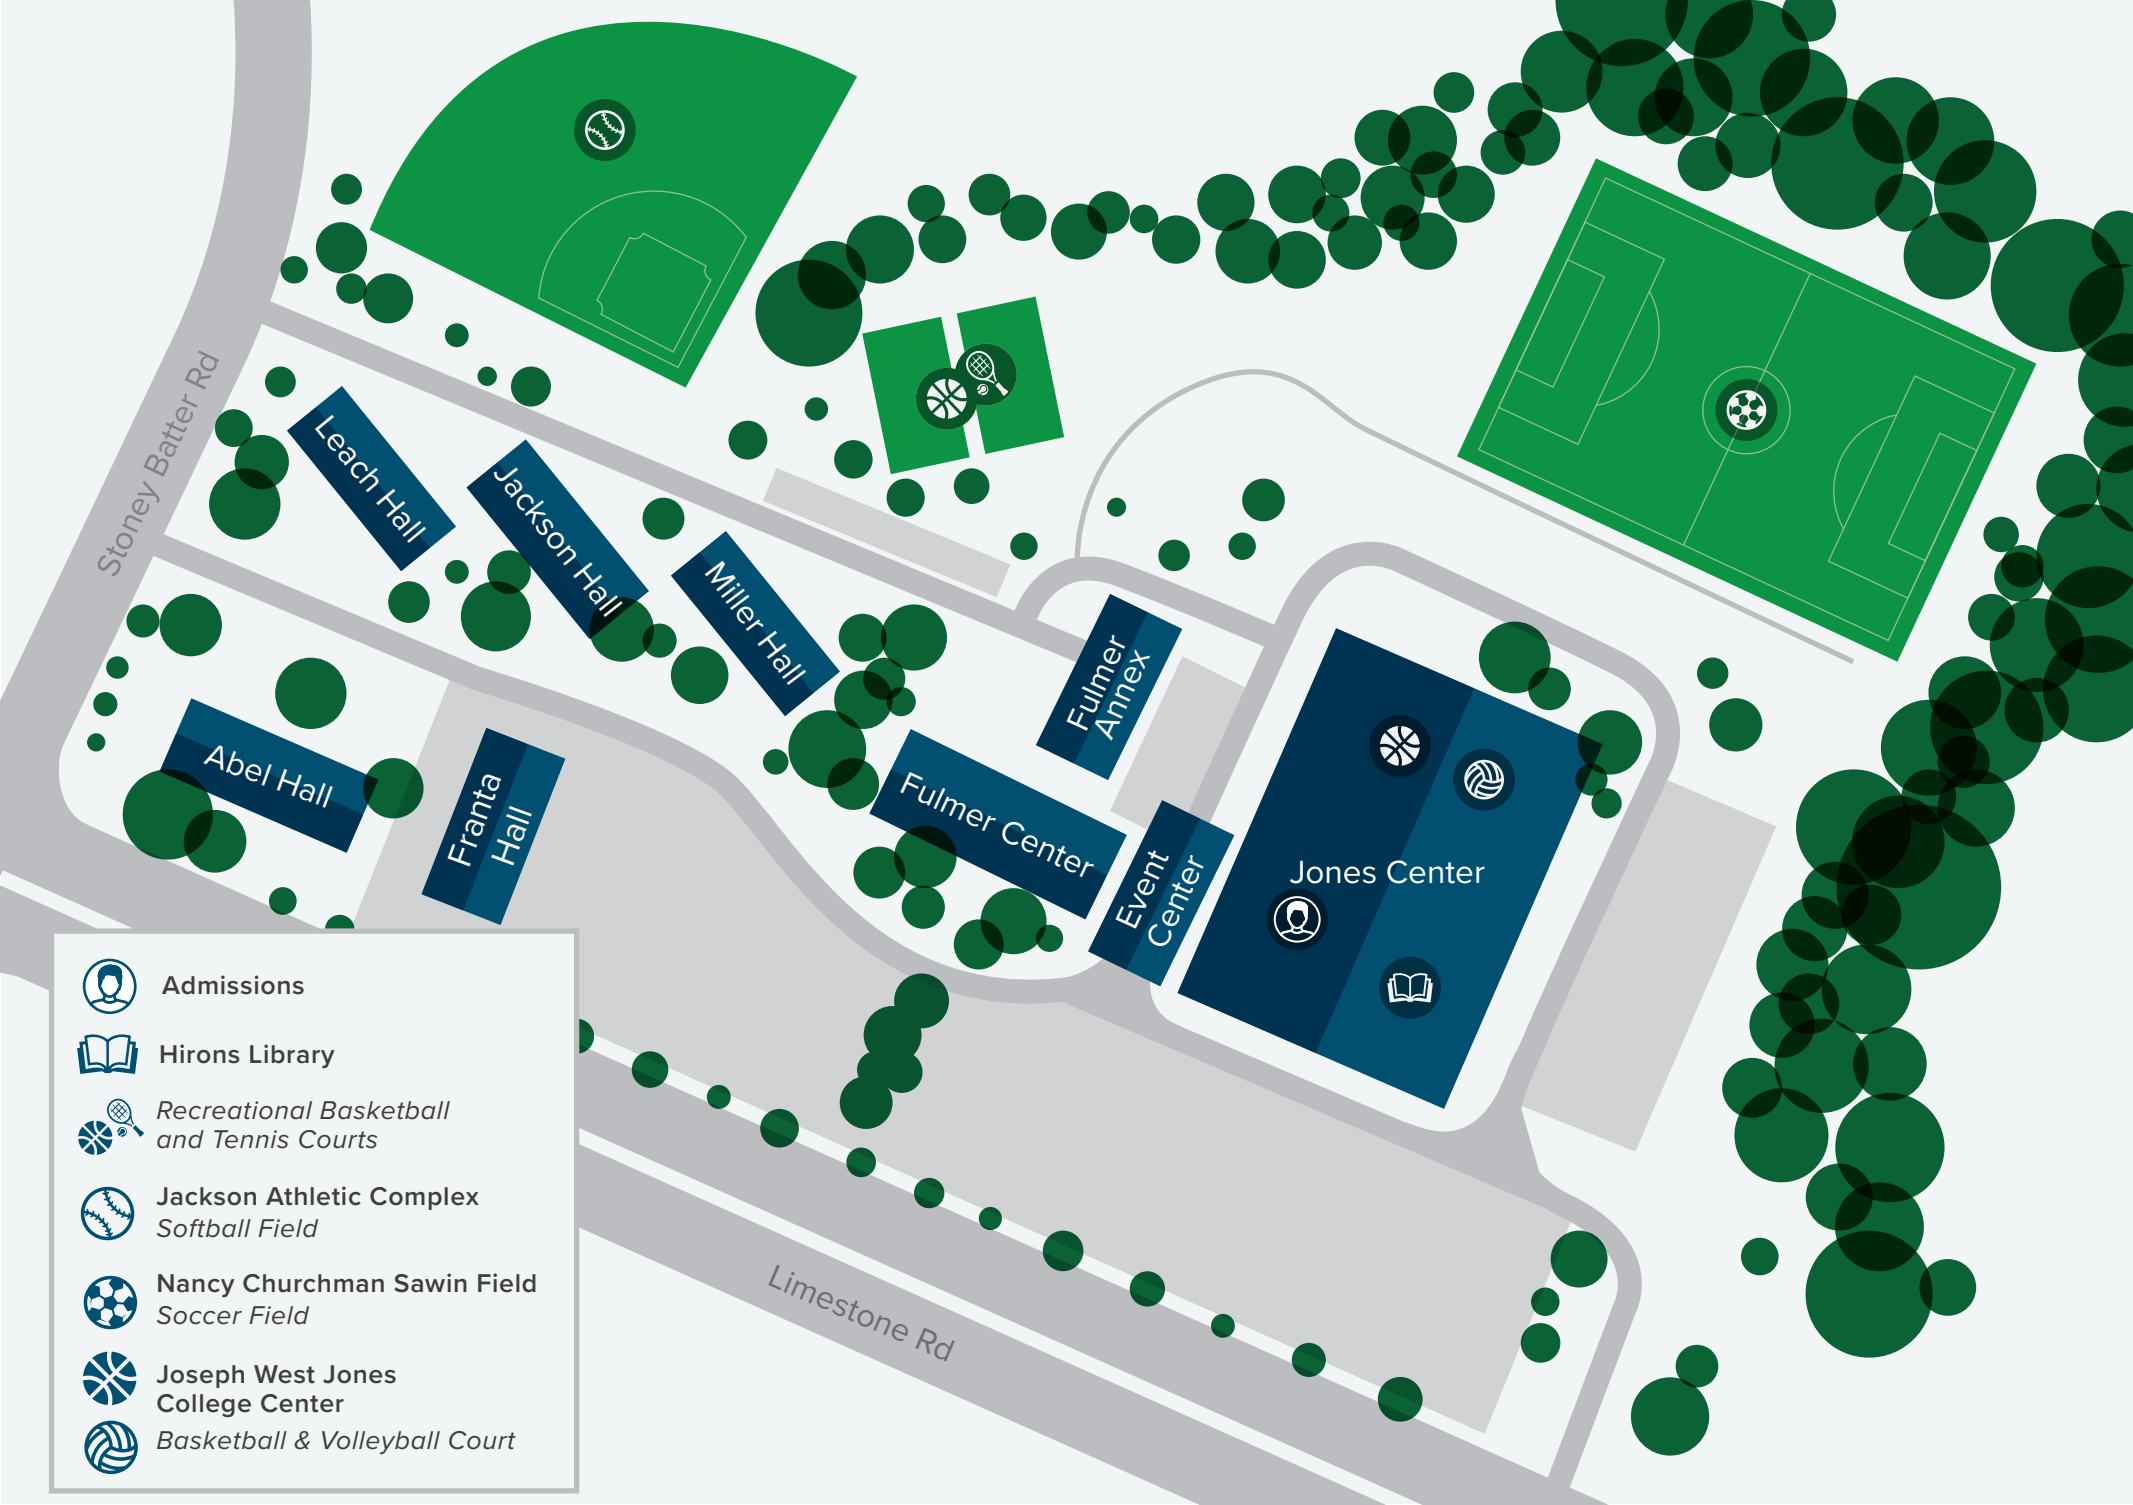 Stoney Batter Rd
Leach Hall
Jackson Hall
Miller Hall
Fulmer
Annex
Abel Hall
Franta
Hall
Fulmer Center
Event
Center
Jones Center
Limestone Rd
Admissions
Hirons Library
Recreational Basketball
and Tennis Courts
Jackson Athletic Complex
Softball Field
Nancy Churchman Sawin Field
Soccer Field
Joseph West Jones
College Center
Basketball & Volleyball Court